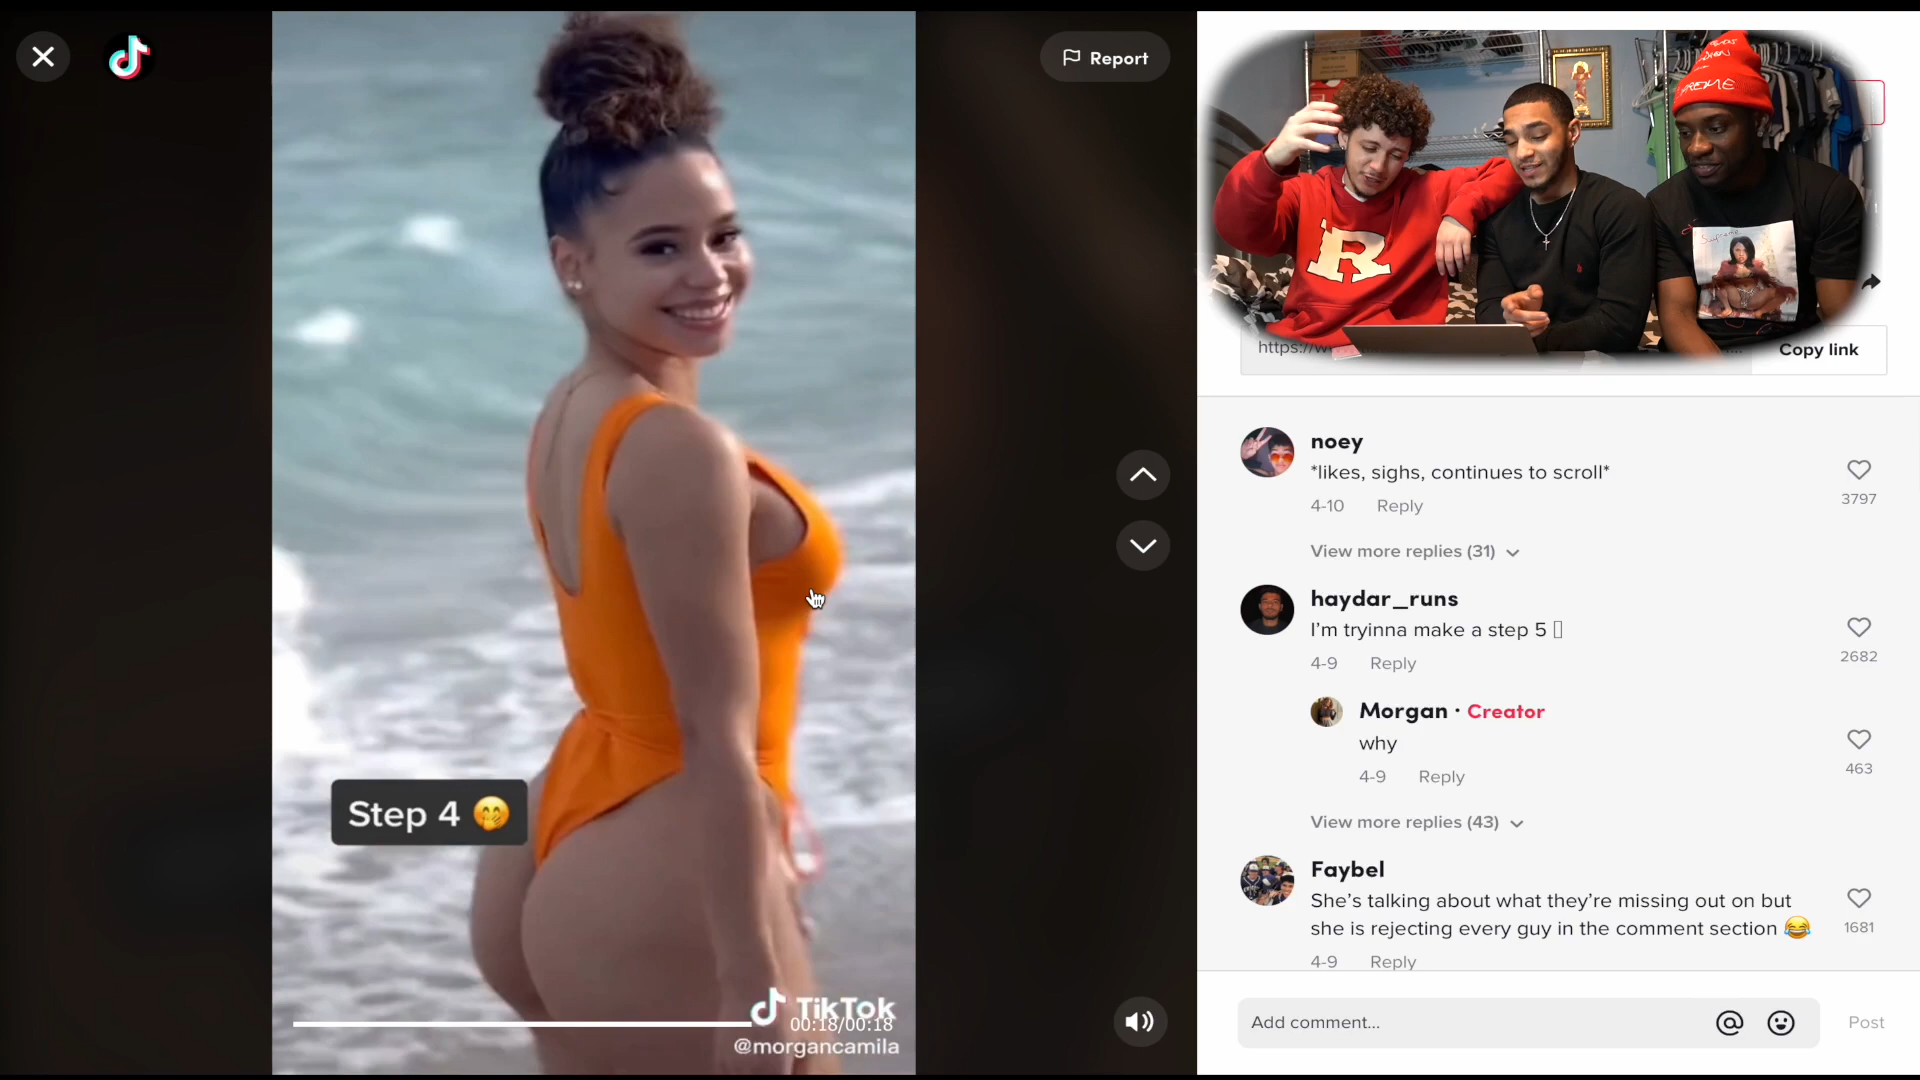 Report
Step 4 🤭
TikTok
00:18/00:18
@morgancamila
R
Supreme
Copy link
noey
*likes, sighs, continues to scroll*
4-10 Reply
3797
View more replies (31)
haydar_runs
I'm tryinna make a step 5
4-9 Reply
2682
Morgan · Creator
why
4-9 Reply
463
View more replies (43)
Faybel
She's talking about what they're missing out on but
she is rejecting every guy in the comment section 😂
4-9 Reply
1681
Add comment...
Post